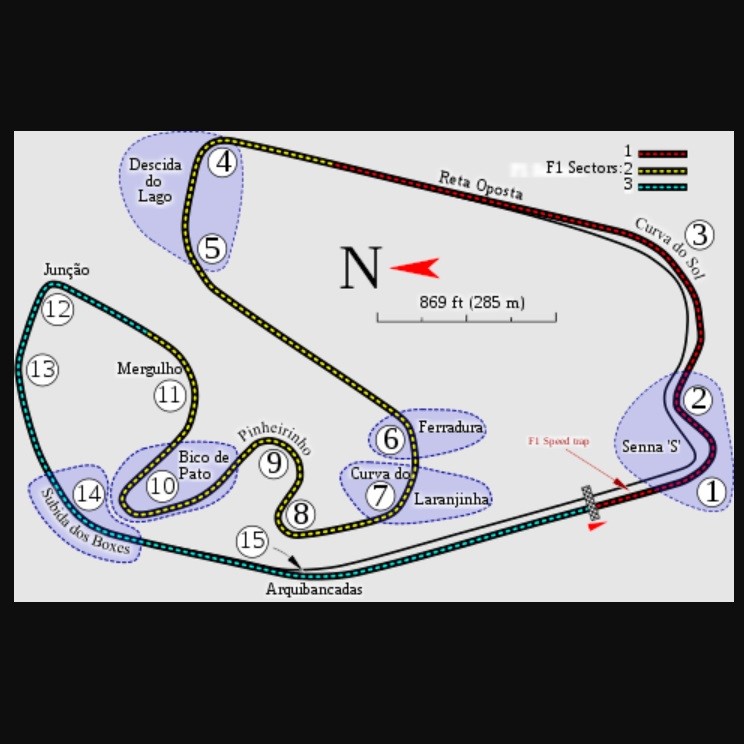 1
F1 Sectors:2
3
Descida
do
Lago
4
5
Reta Oposta
Curva do Sol
3
N
869 ft (285 m)
Junção
12
13
Mergulho
11
2
Senna 'S'
1
F1 Speed trap
Ferradura
6
Curva do
7
Laranjinha
Pinheirinho
9
8
Bico de
Pato
10
14
Subida dos Boxes
15
Arquibancadas